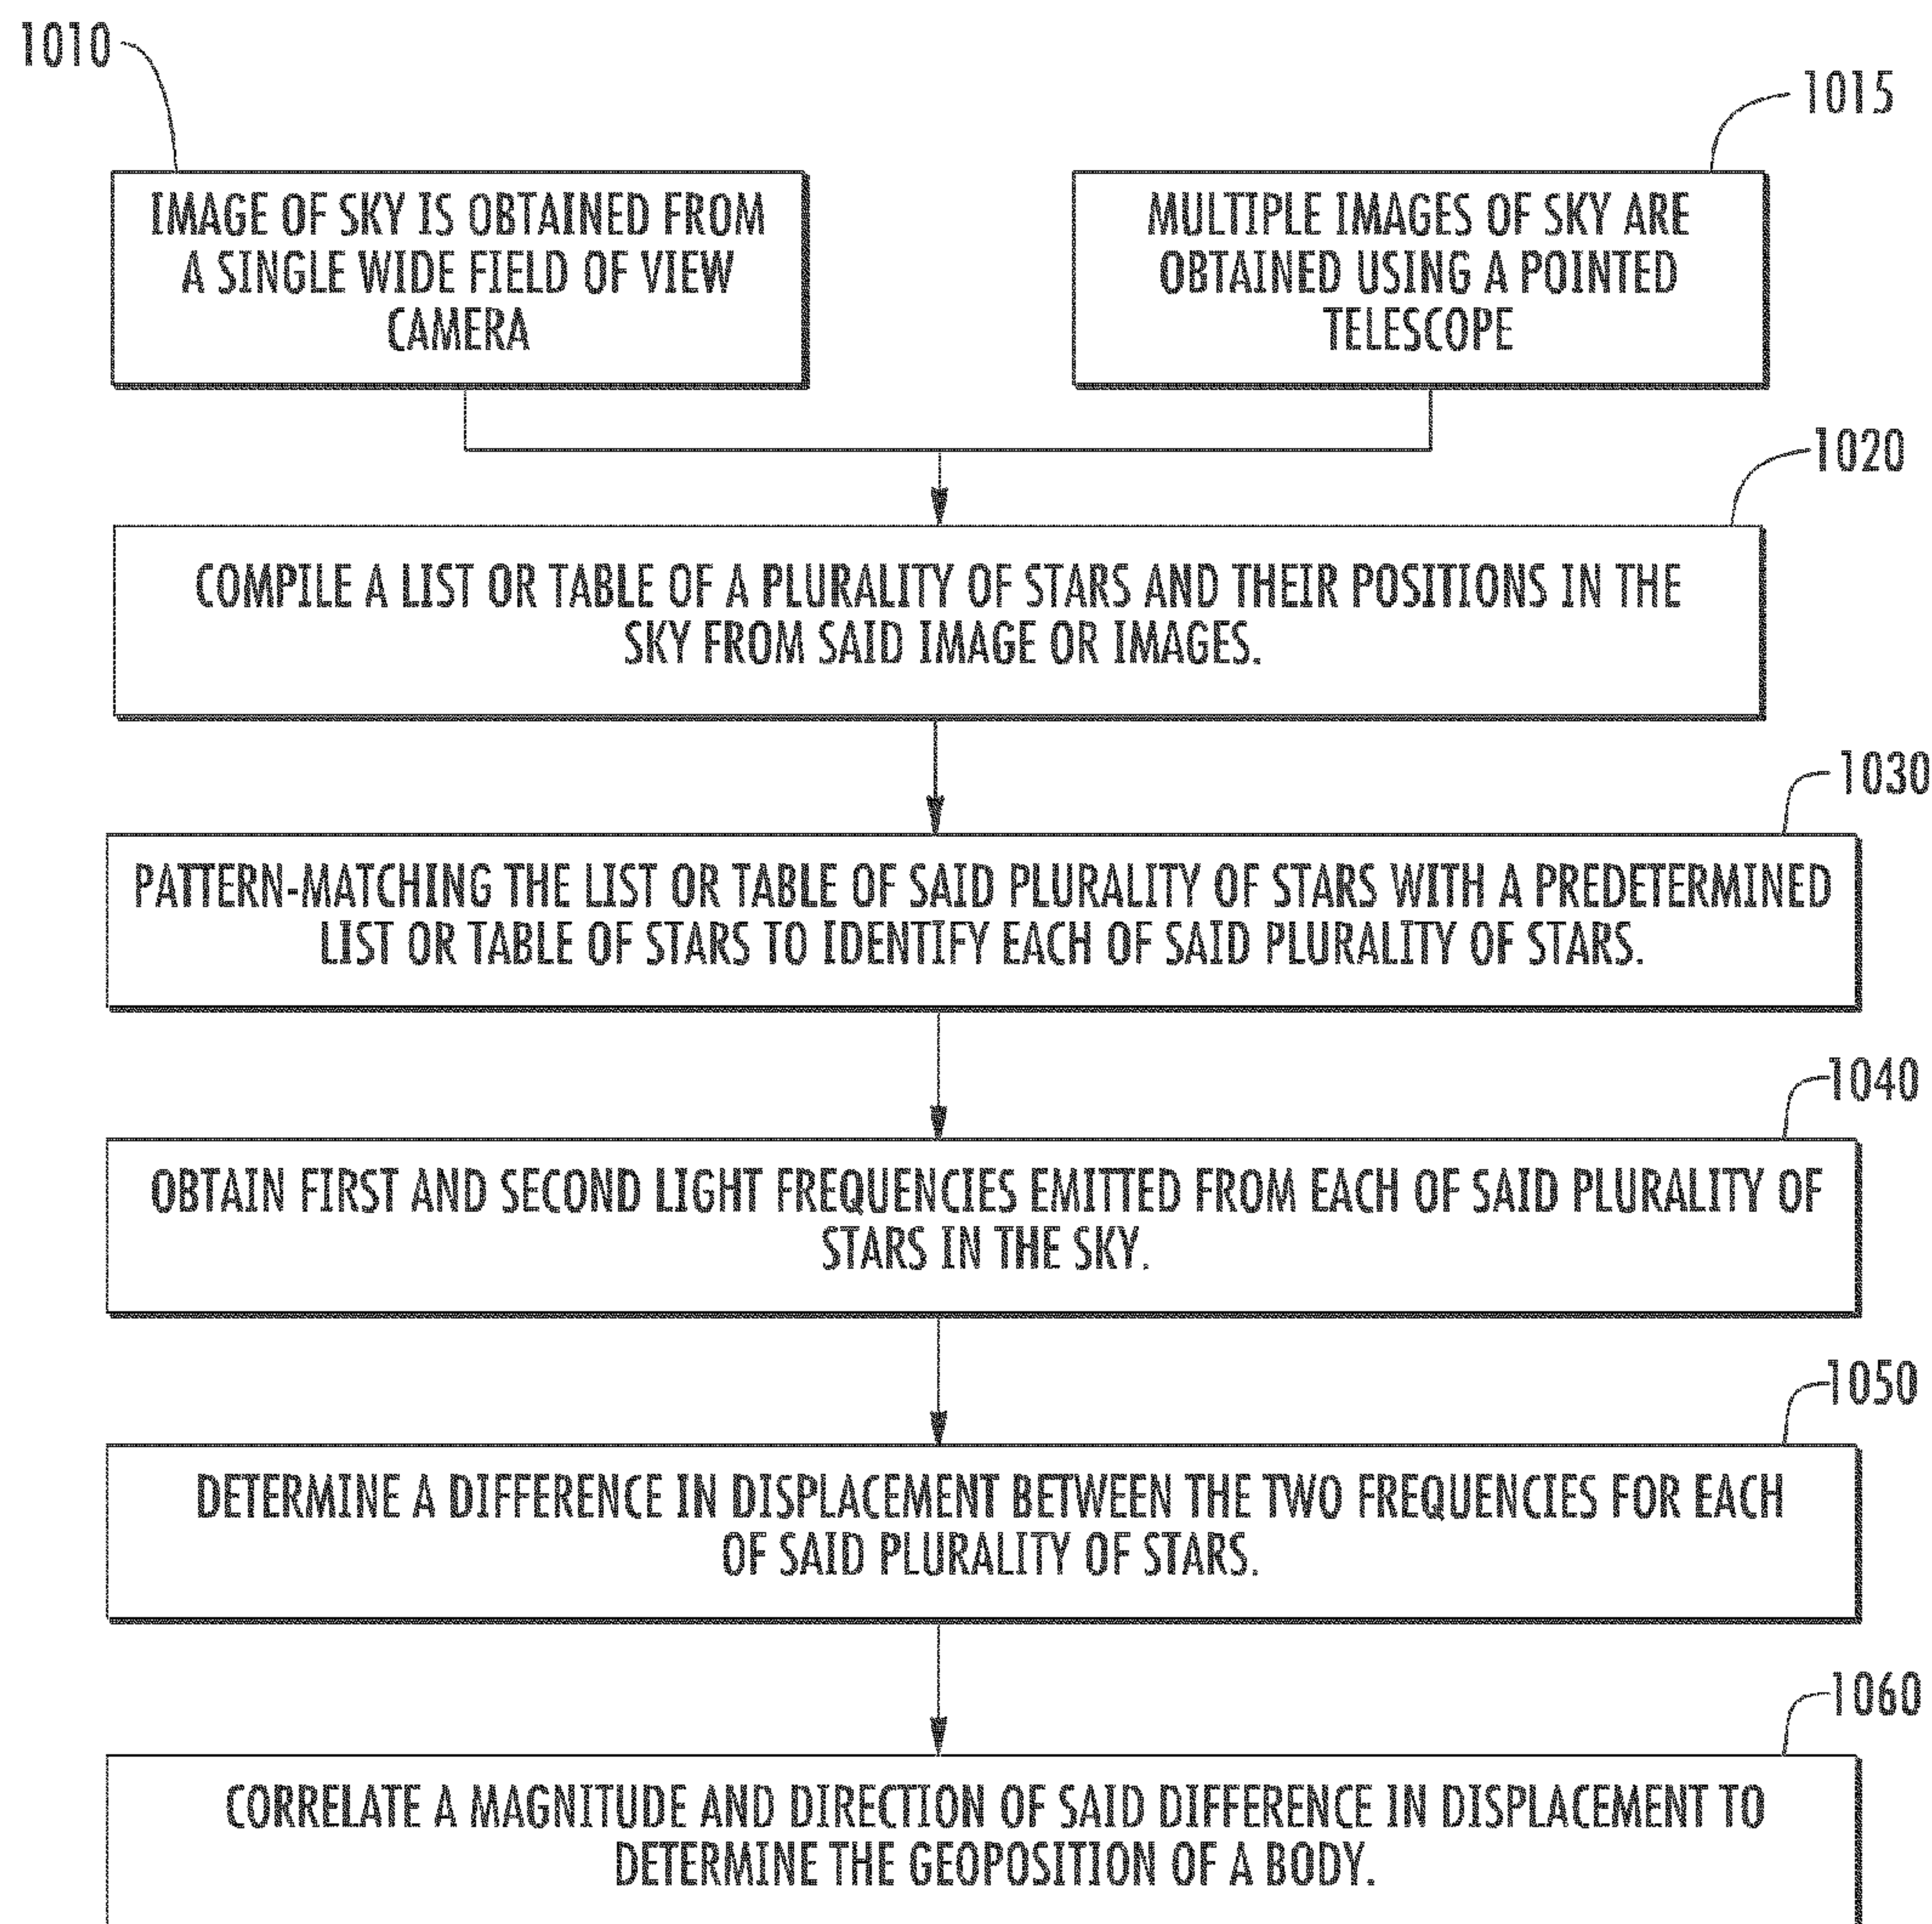 1010
1015
IMAGE OF SKY IS OBTAINED FROM
A SINGLE WIDE FIELD OF VIEW
CAMERA
MULTIPLE IMAGES OF SKY ARE
OBTAINED USING A POINTED
TELESCOPE
1020
COMPILE A LIST OR TABLE OF A PLURALITY OF STARS AND THEIR POSITIONS IN THE
SKY FROM SAID IMAGE OR IMAGES.
1030
PATTERN-MATCHING THE LIST OR TABLE OF SAID PLURALITY OF STARS WITH A PREDETERMINED
LIST OR TABLE OF STARS TO IDENTIFY EACH OF SAID PLURALITY OF STARS.
1040
OBTAIN FIRST AND SECOND LIGHT FREQUENCIES EMITTED FROM EACH OF SAID PLURALITY OF
STARS IN THE SKY.
1050
DETERMINE A DIFFERENCE IN DISPLACEMENT BETWEEN THE TWO FREQUENCIES FOR EACH
OF SAID PLURALITY OF STARS.
1060
CORRELATE A MAGNITUDE AND DIRECTION OF SAID DIFFERENCE IN DISPLACEMENT TO
DETERMINE THE GEOPOSITION OF A BODY.